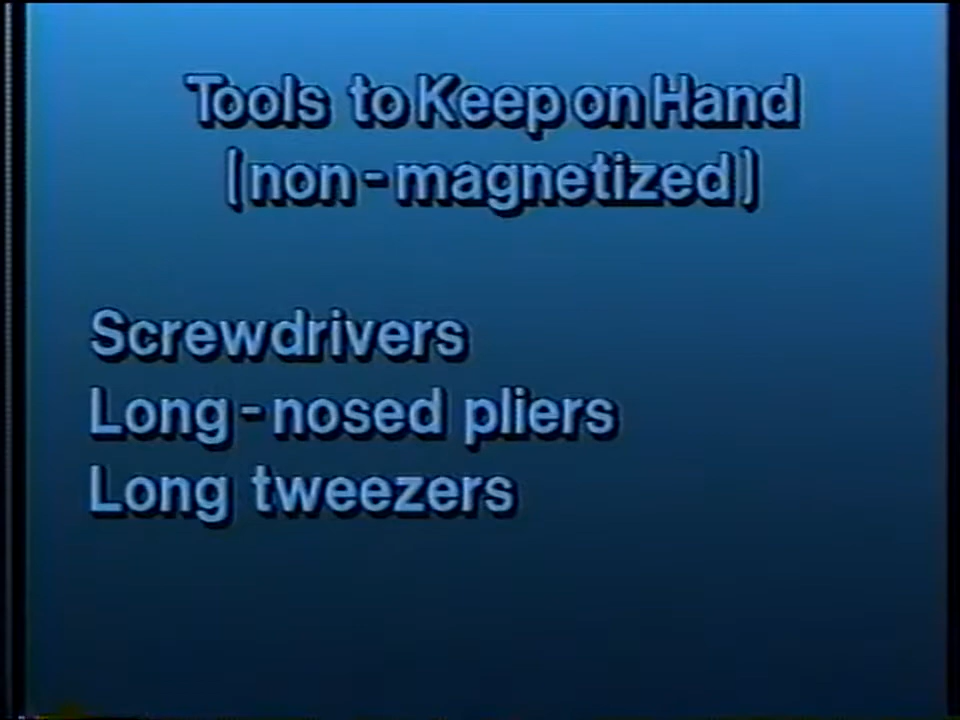 Tools to Keep on Hand
(non-magnetized)
Screwdrivers
Long-nosed pliers
Long tweezers